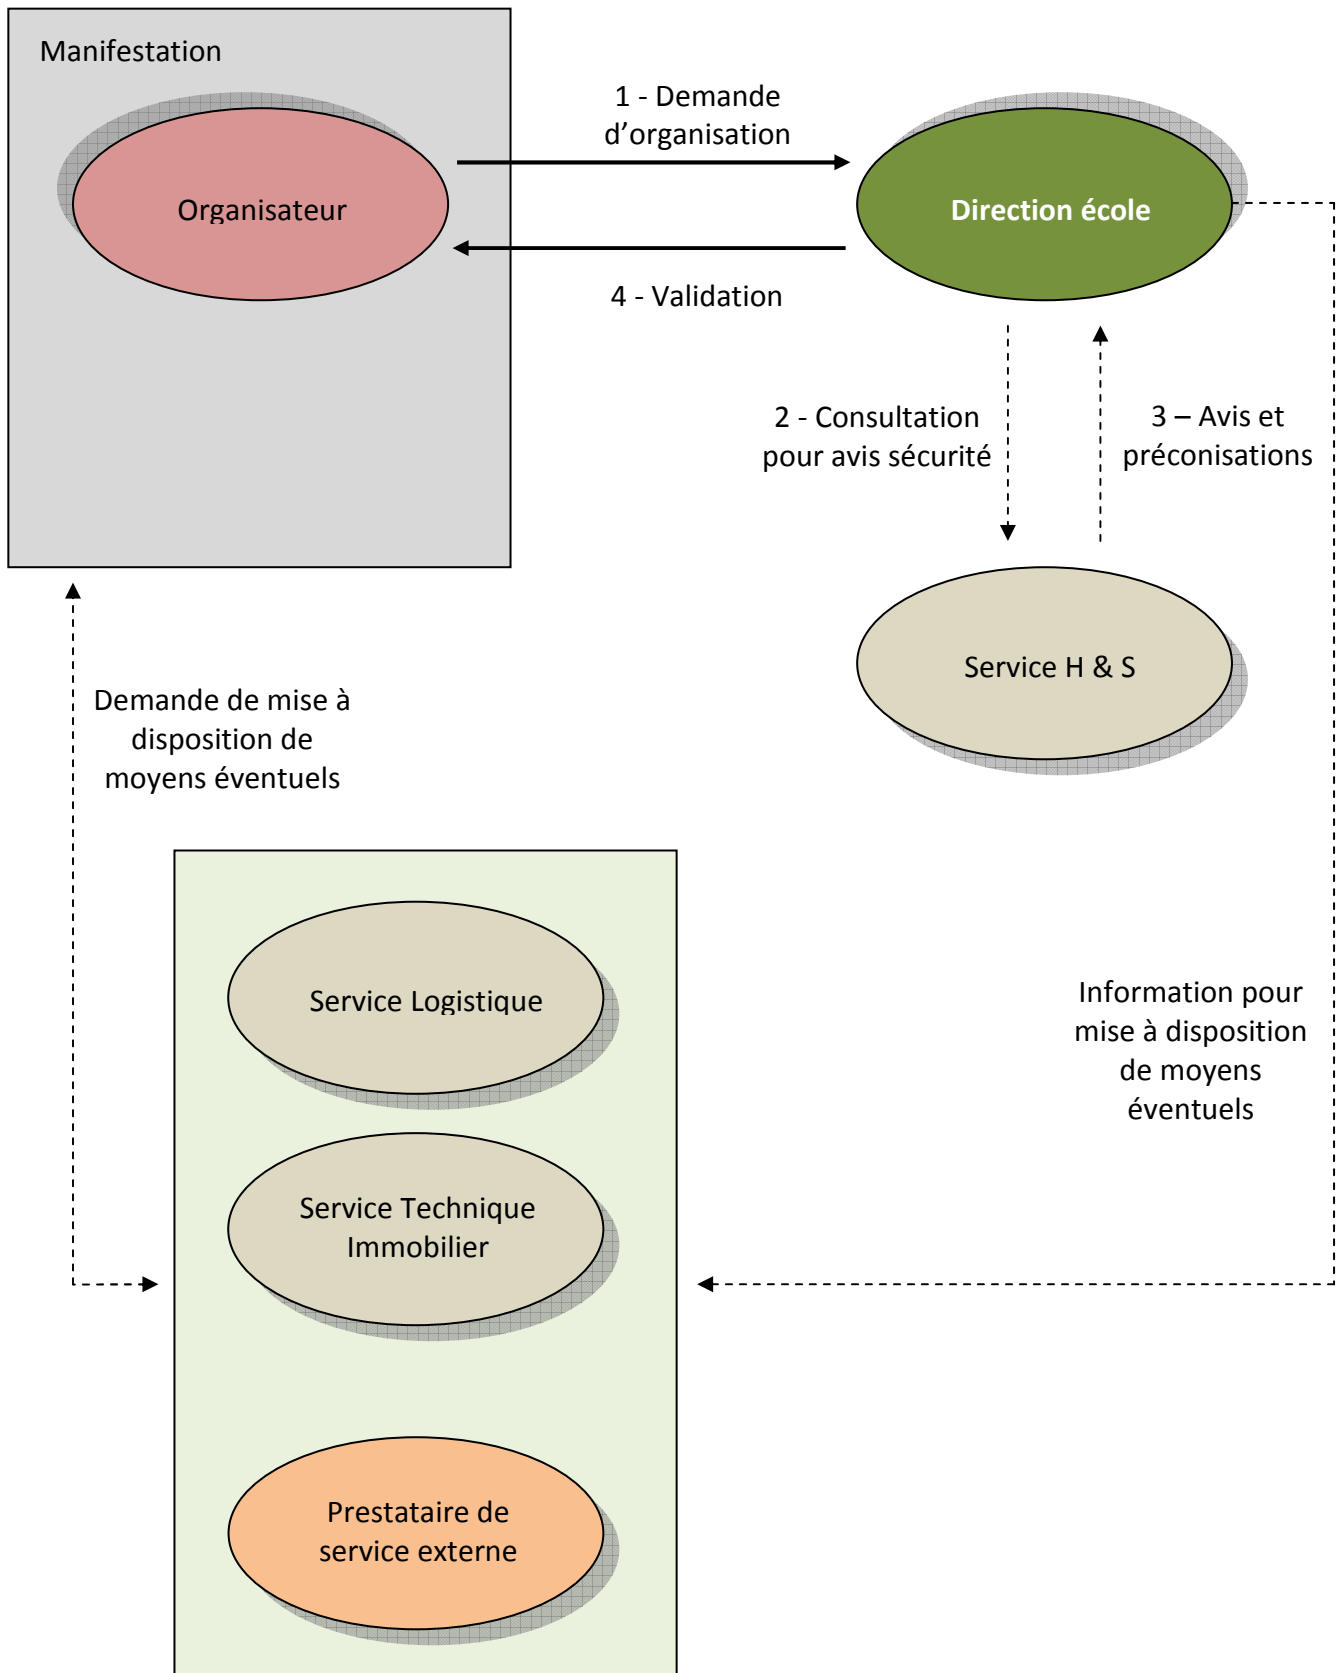 Manifestation
Organisateur
1 - Demande
d’organisation
Direction école
4 - Validation
2 - Consultation
pour avis sécurité
3 – Avis et
préconisations
Service H & S
Demande de mise à
disposition de
moyens éventuels
Service Logistique
Information pour
mise à disposition
de moyens
éventuels
Service Technique
Immobilier
Prestataire de
service externe